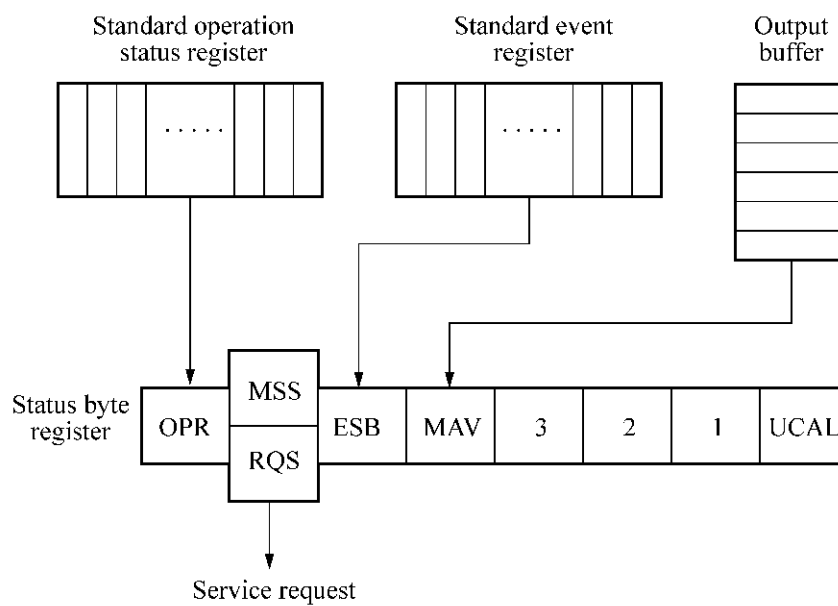 Standard operation
status register
Standard event
register
Output
buffer
. . . . .
. . . . .
Status byte
register
OPR
MSS
RQS
ESB
MAV
3
2
1
UCAL
Service request